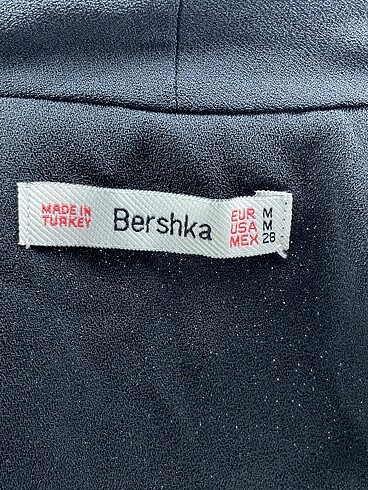 MADE IN
TURKEY
Bershka
EUR M
USA M
MEX 28